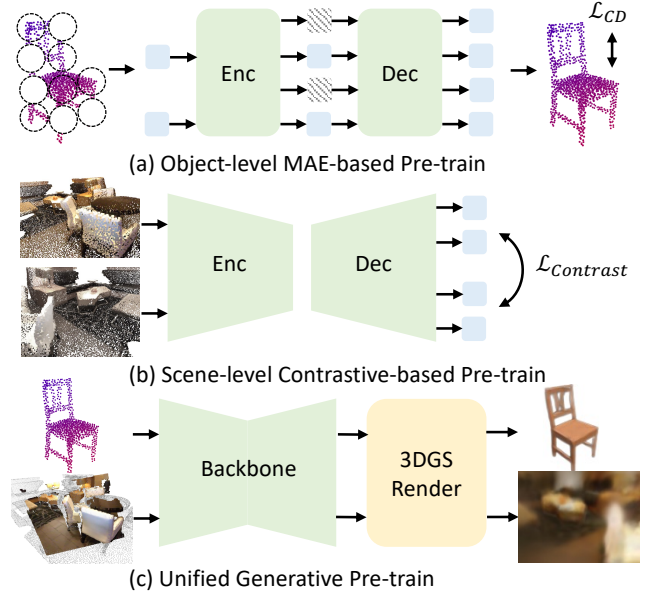 ℒ_CD
Enc
Dec
(a) Object-level MAE-based Pre-train
Enc
Dec
ℒ_Contrast
(b) Scene-level Contrastive-based Pre-train
Backbone
3DGS
Render
(c) Unified Generative Pre-train